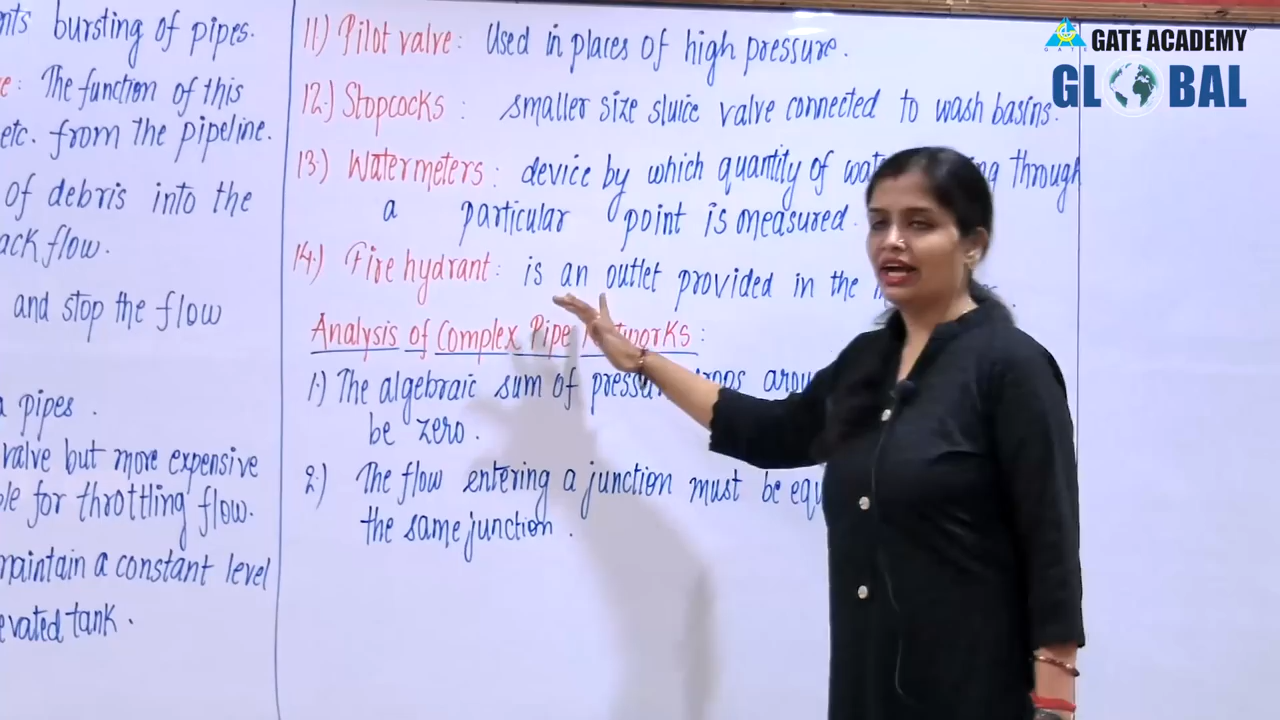 nts bursting of pipes.
e: The function of this
etc. from the pipeline.
of debris into the
ack flow.
and stop the flow
a pipes.
valve but more expensive
le for throttling flow.
maintain a constant level
evated tank.
11) Pilot valve: Used in places of high pressure.
12.) Stopcocks: smaller size sluice valve connected to wash basins.
13.) Watermeters: device by which quantity of through
a particular point is measured.
14.) Fire hydrant: is an outlet provided in the
Analysis of Complex Pipe Networks:
1.) The algebraic sum of pressure drops
be zero.
2.) The flow entering a junction must be
the same junction.
GATE
GATE ACADEMY
GLOBAL